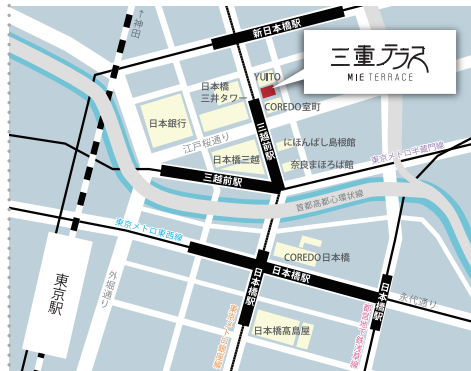 ↑神田
新日本橋駅
三重テラス
MIE TERRACE
YUITO
日本橋
三井タワー
COREDO室町
日本銀行
江戸桜通り
三越前駅
にほんばし島根館
日本橋三越
奈良まほろば館
東京メトロ半蔵門線
三越前駅
首都高都心環状線
東京メトロ東西線
COREDO日本橋
日本橋駅
東京駅
外堀通り
日本橋駅
日本橋駅
永代通り
日本橋髙島屋
東京メトロ銀座線
都営地下鉄浅草線